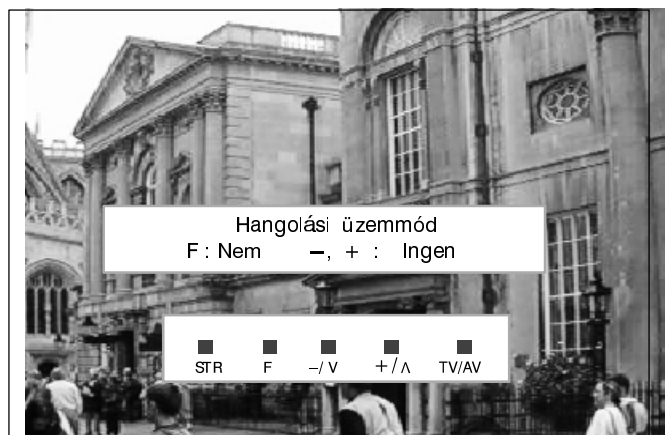 Hangolási üzemmód
F : Nem –, + : Ingen
STR F –/ V +/Λ TV/AV